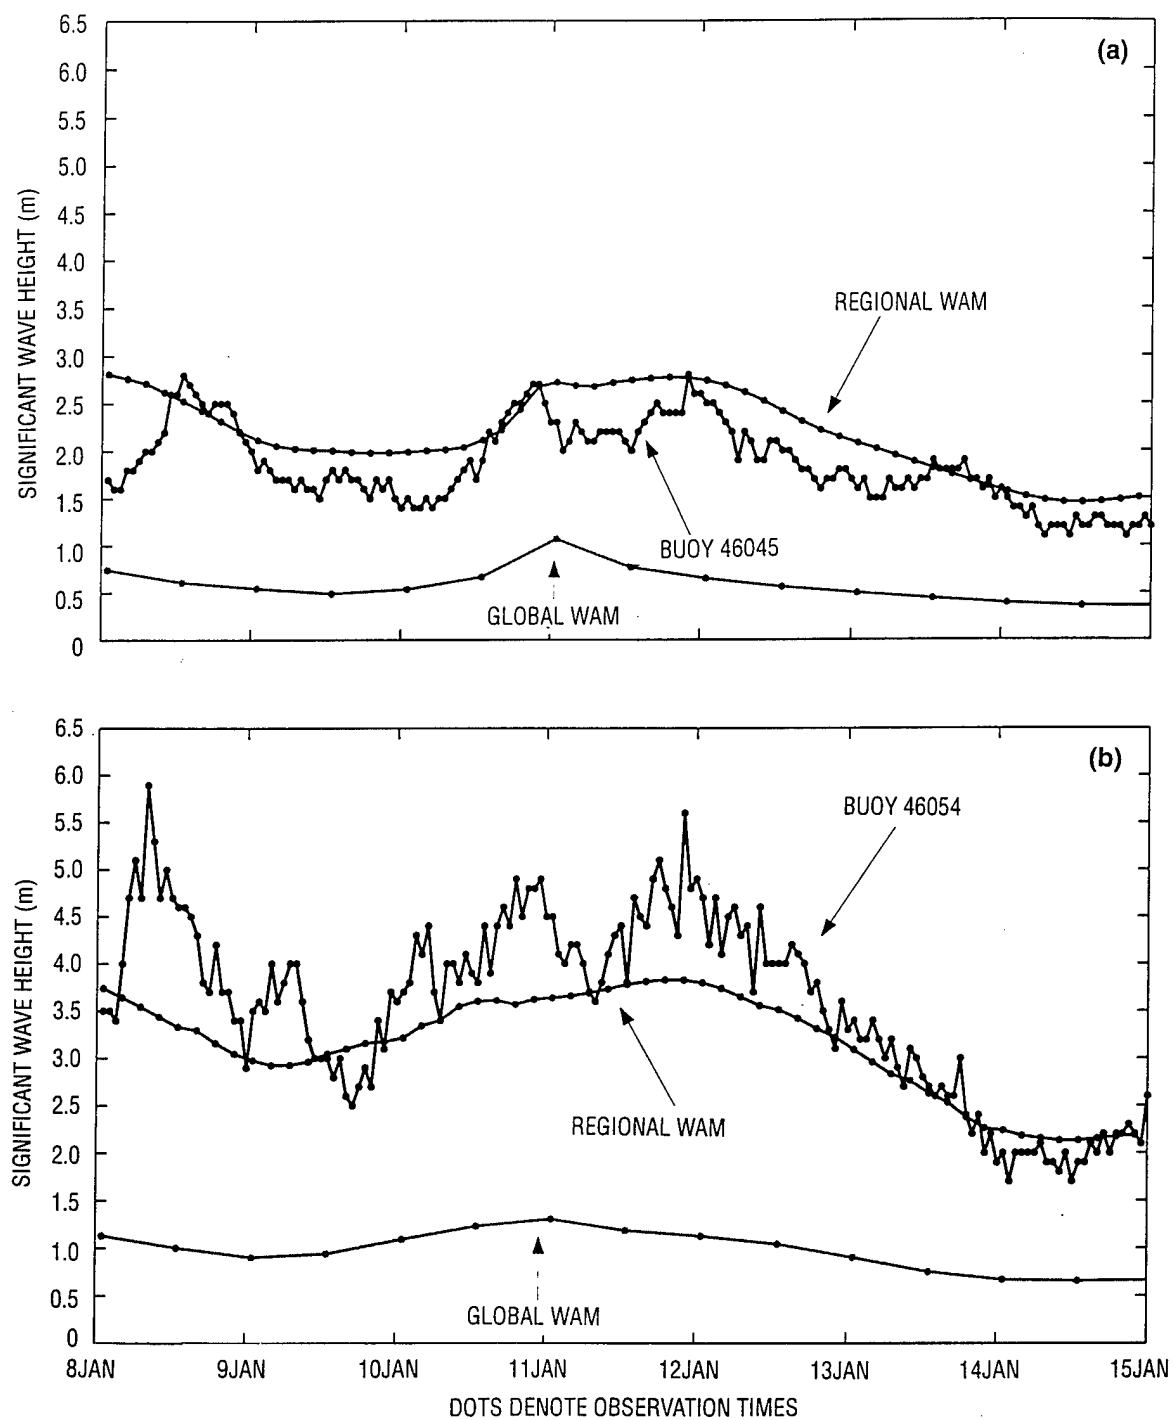 (a)
6.5
6.0
5.5
5.0
4.5
4.0
3.5
3.0
2.5
2.0
1.5
1.0
0.5
0
SIGNIFICANT WAVE HEIGHT (m)
REGIONAL WAM
BUOY 46045
GLOBAL WAM
(b)
6.5
6.0
5.5
5.0
4.5
4.0
3.5
3.0
2.5
2.0
1.5
1.0
0.5
0
SIGNIFICANT WAVE HEIGHT (m)
BUOY 46054
REGIONAL WAM
GLOBAL WAM
8JAN 9JAN 10JAN 11JAN 12JAN 13JAN 14JAN 15JAN
DOTS DENOTE OBSERVATION TIMES